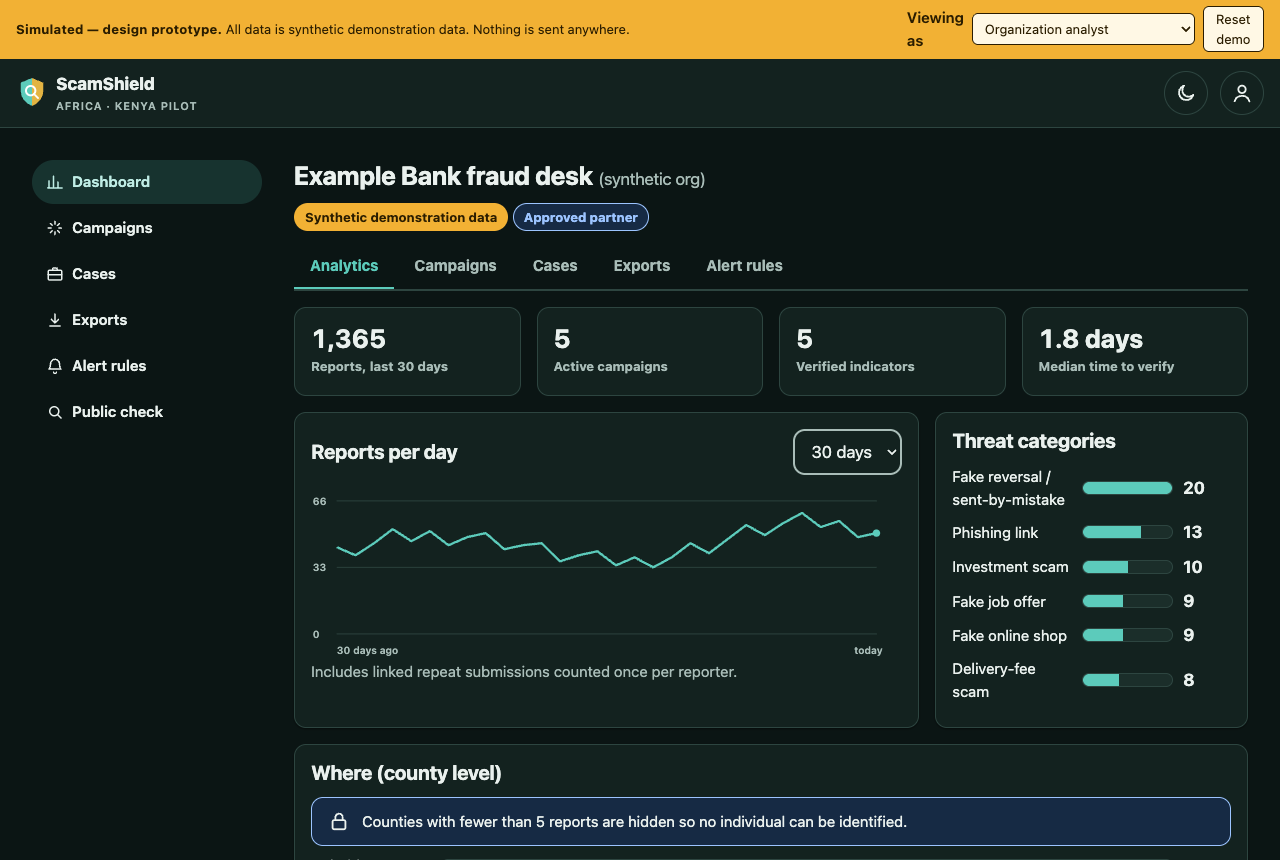 Simulated — design prototype. All data is synthetic demonstration data. Nothing is sent anywhere.
Viewing as
Organization analyst
Reset demo
ScamShield
AFRICA · KENYA PILOT
Dashboard
Campaigns
Cases
Exports
Alert rules
Public check
Example Bank fraud desk (synthetic org)
Synthetic demonstration data
Approved partner
Analytics
Campaigns
Cases
Exports
Alert rules
1,365
Reports, last 30 days
5
Active campaigns
5
Verified indicators
1.8 days
Median time to verify
Reports per day
30 days
66
33
0
30 days ago
today
Includes linked repeat submissions counted once per reporter.
Threat categories
Fake reversal /
sent-by-mistake
20
Phishing link
13
Investment scam
10
Fake job offer
9
Fake online shop
9
Delivery-fee
scam
8
Where (county level)
Counties with fewer than 5 reports are hidden so no individual can be identified.